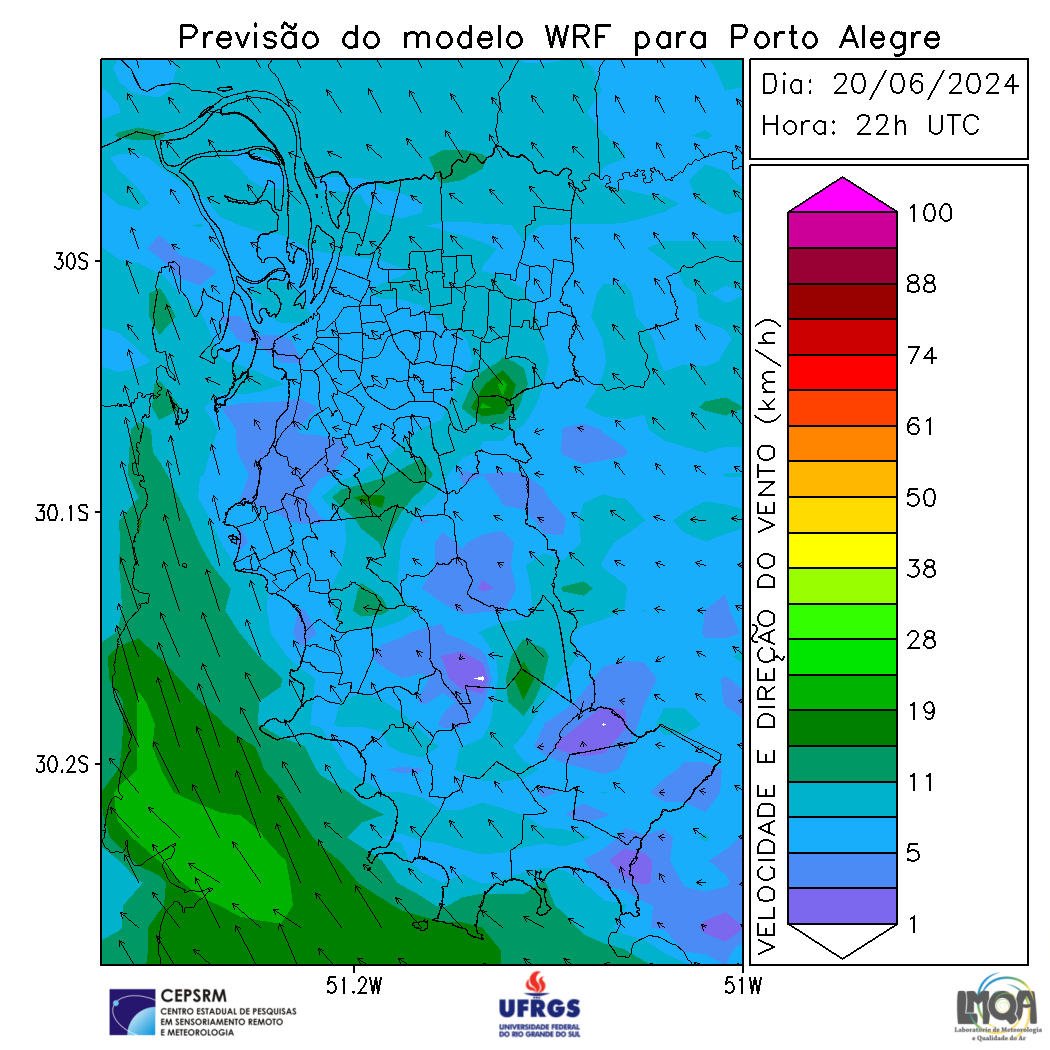 Previsão do modelo WRF para Porto Alegre
Dia: 20/06/2024
Hora: 22h UTC
30S
30.1S
30.2S
51.2W
51W
VELOCIDADE E DIREÇÃO DO VENTO (km/h)
100
88
74
61
50
38
28
19
11
5
1
CEPSRM
CENTRO ESTADUAL DE PESQUISAS
EM SENSORIAMENTO REMOTO
E METEOROLOGIA
UFRGS
UNIVERSIDADE FEDERAL
DO RIO GRANDE DO SUL
LMQA
Laboratório de Meteorologia
e Qualidade do Ar